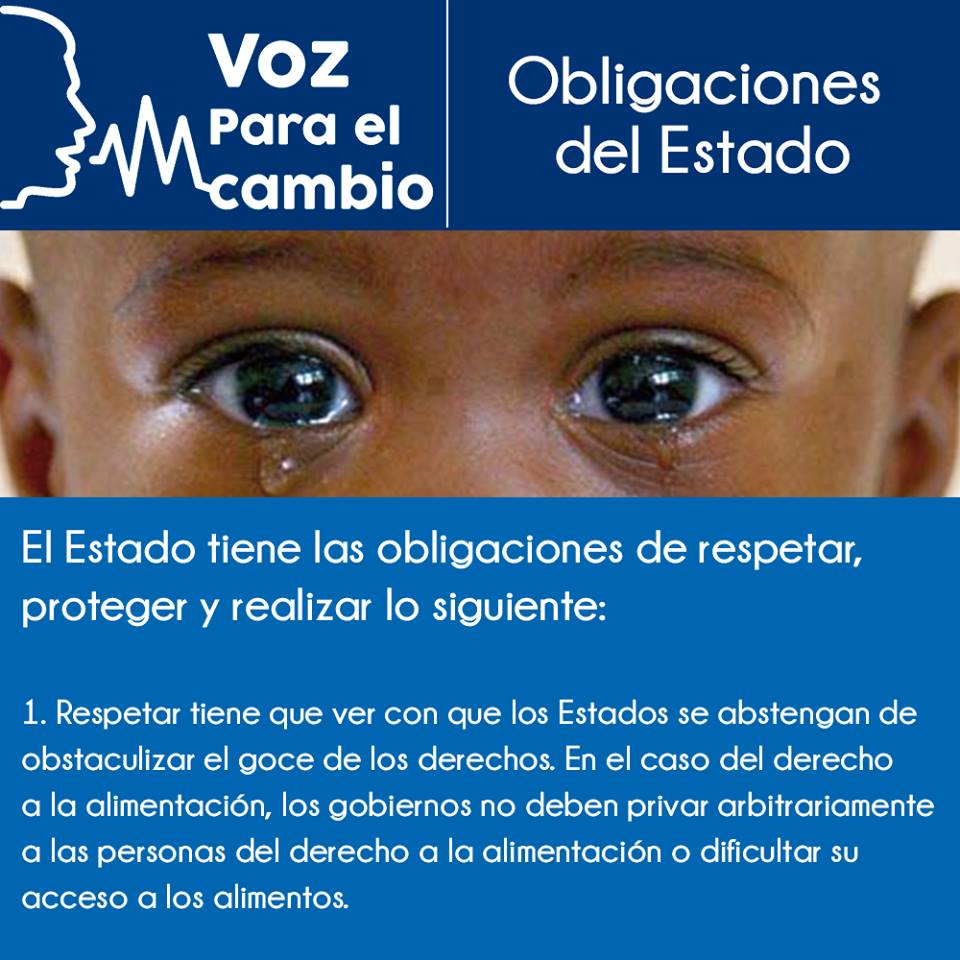 Voz
Para el
cambio
Obligaciones
del Estado
El Estado tiene las obligaciones de respetar,
proteger y realizar lo siguiente:
1. Respetar tiene que ver con que los Estados se abstengan de
obstaculizar el goce de los derechos. En el caso del derecho
a la alimentación, los gobiernos no deben privar arbitrariamente
a las personas del derecho a la alimentación o dificultar su
acceso a los alimentos.